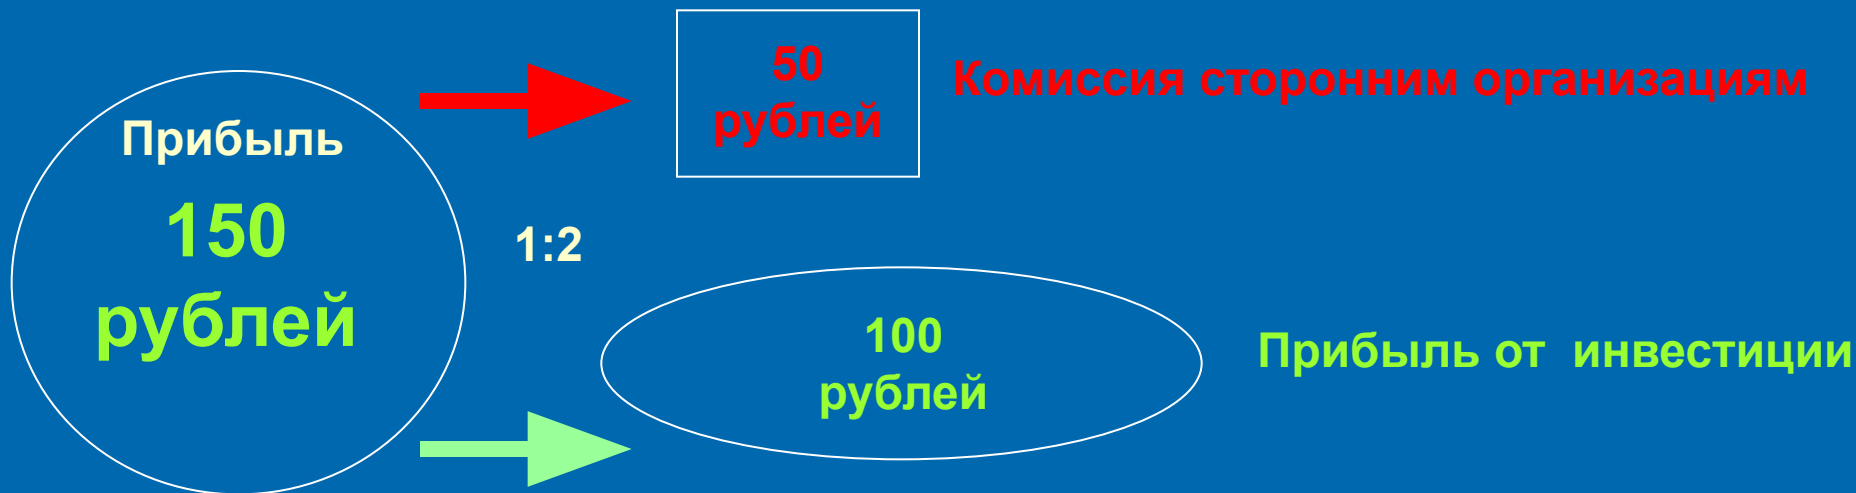 Прибыль
150
рублей
50
рублей
Комиссия сторонним организациям
1:2
100
рублей
Прибыль от инвестиции